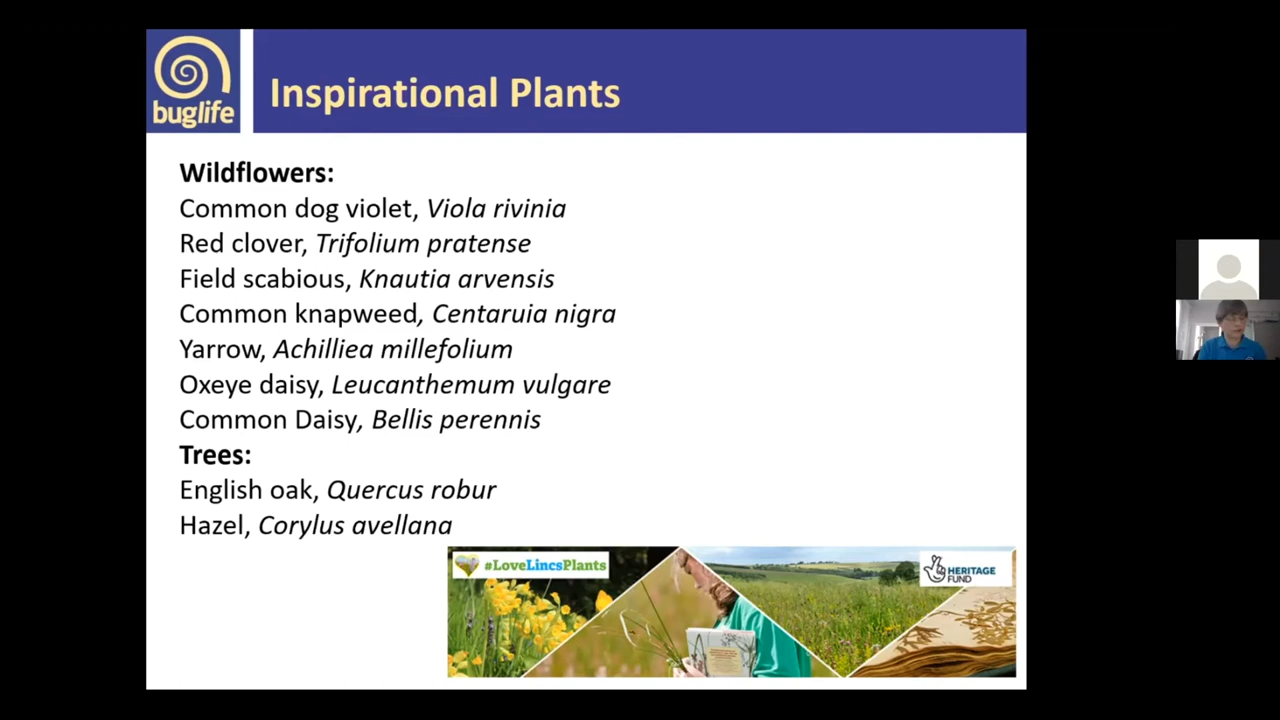 buglife
Inspirational Plants
Wildflowers:
Common dog violet, Viola rivinia
Red clover, Trifolium pratense
Field scabious, Knautia arvensis
Common knapweed, Centaruia nigra
Yarrow, Achilliea millefolium
Oxeye daisy, Leucanthemum vulgare
Common Daisy, Bellis perennis
Trees:
English oak, Quercus robur
Hazel, Corylus avellana
#LoveLincsPlants
HERITAGE
FUND